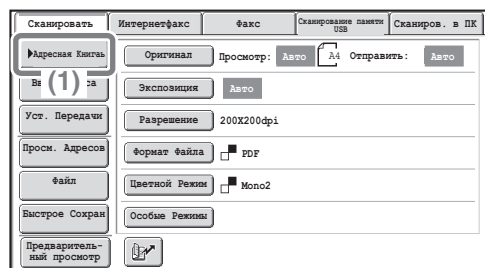 Сканировать Интернетфакс Факс Сканирование памяти USB Сканиров. в ПК
Адресная Книгаь Оригинал Просмотр: Авто A4 Отправить: Авто
(1) Экспозиция Авто
Уст. Передачи Разрешение 200X200dpi
Просм. Адресов Формат Файла PDF
Файл Цветной Режим Mono2
Быстрое Сохран Особые Режимы
Предваритель-
ный просмотр